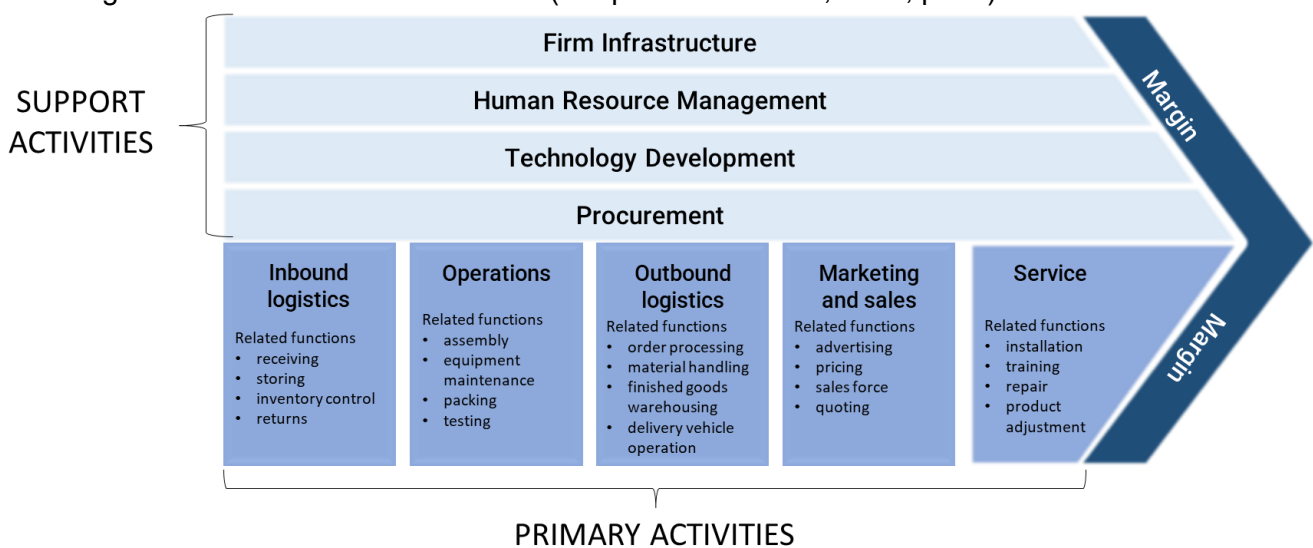 Firm Infrastructure
SUPPORT
ACTIVITIES
Human Resource Management
Technology Development
Procurement
Margin
Margin
Inbound
logistics
Related functions
• receiving
• storing
• inventory control
• returns
Operations
Related functions
• assembly
• equipment
maintenance
• packing
• testing
Outbound
logistics
Related functions
• order processing
• material handling
• finished goods
warehousing
• delivery vehicle
operation
Marketing
and sales
Related functions
• advertising
• pricing
• sales force
• quoting
Service
Related functions
• installation
• training
• repair
• product
adjustment
PRIMARY ACTIVITIES